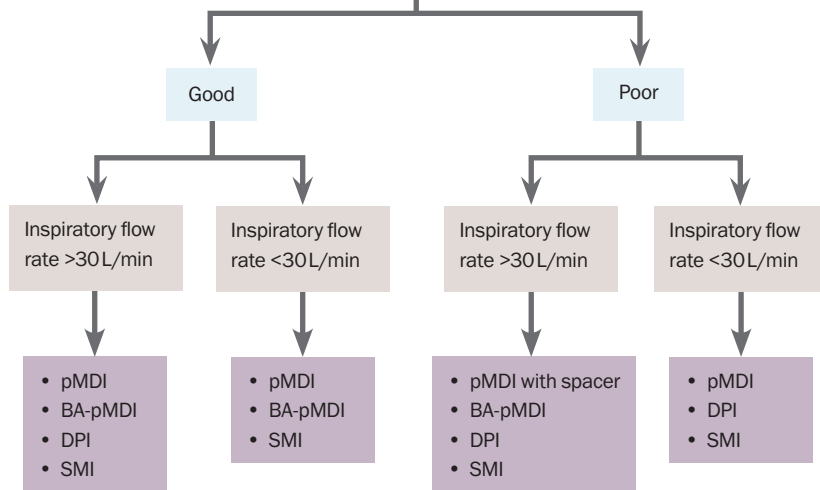 Good
Poor
Inspiratory flow
rate >30 L/min
Inspiratory flow
rate <30 L/min
Inspiratory flow
rate >30 L/min
Inspiratory flow
rate <30 L/min
• pMDI
• BA-pMDI
• DPI
• SMI
• pMDI
• BA-pMDI
• SMI
• pMDI with spacer
• BA-pMDI
• DPI
• SMI
• pMDI
• DPI
• SMI